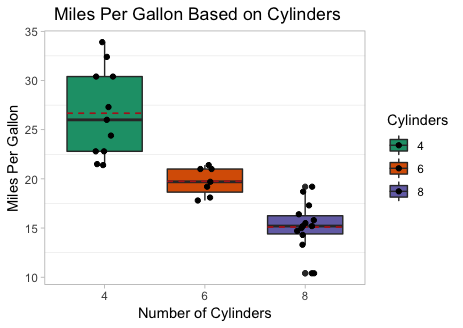 Miles Per Gallon Based on Cylinders
35
30
25
20
15
10
Miles Per Gallon
4 6 8
Number of Cylinders
Cylinders
4
6
8